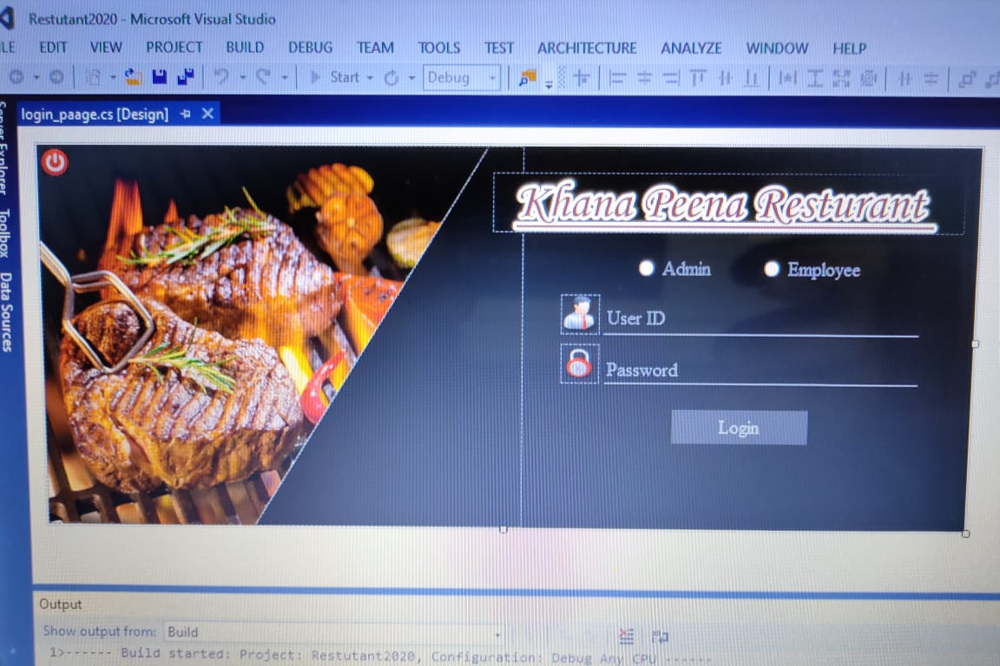 Restutant2020 - Microsoft Visual Studio
LE EDIT VIEW PROJECT BUILD DEBUG TEAM TOOLS TEST ARCHITECTURE ANALYZE WINDOW HELP
Start Debug
login_paage.cs [Design]
Server Explorer
Toolbox
Data Sources
Khana Peena Resturant
Admin Employee
User ID
Password
Login
Output
Show output from: Build
1>------ Build started: Project: Restutant2020, Configuration: Debug Any CPU ------